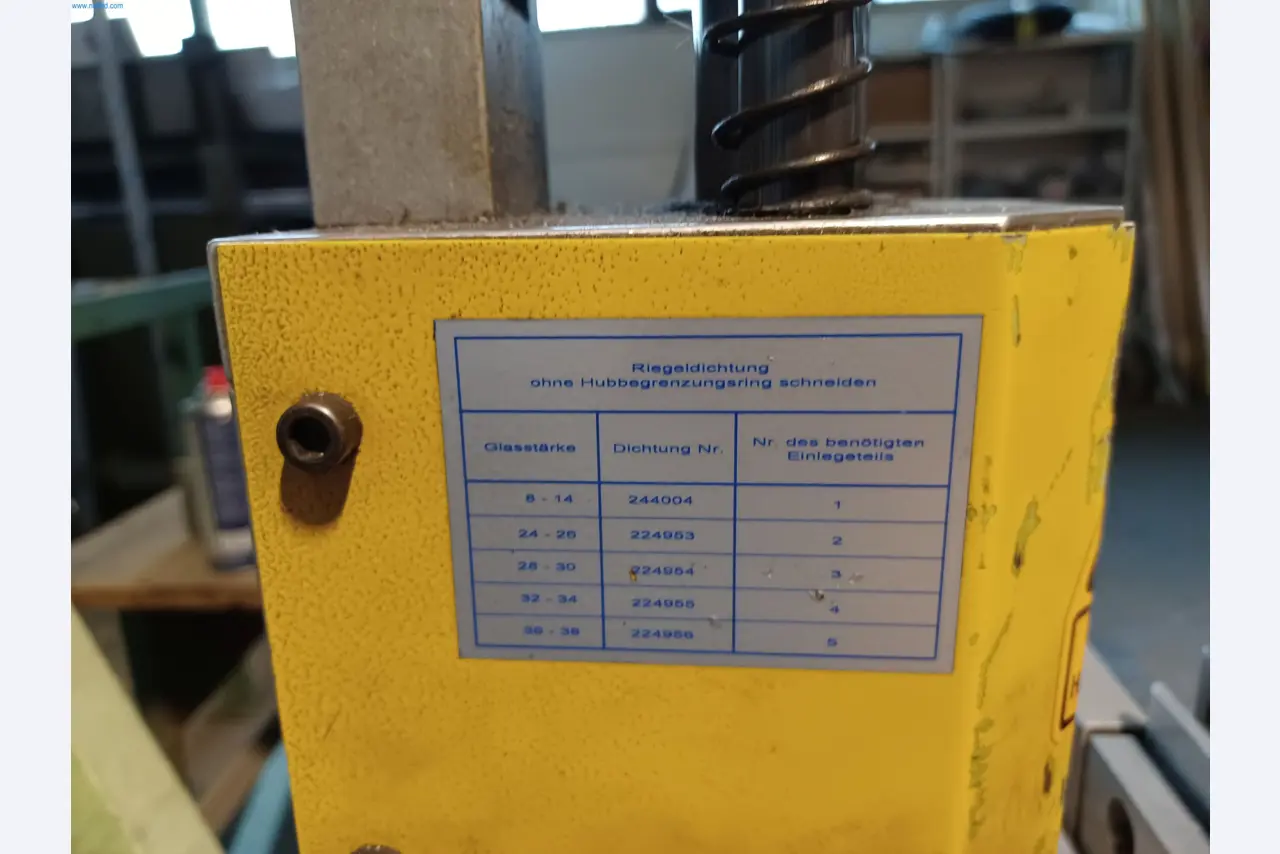 Riegeldichtung
ohne Hubbegrenzungsring schneiden
Glasstärke Dichtung Nr. Nr. des benötigten Einlegeteils
8 - 14 244004 1
24 - 26 224953 2
28 - 30 224954 3
32 - 34 224955 4
36 - 38 224956 5
H